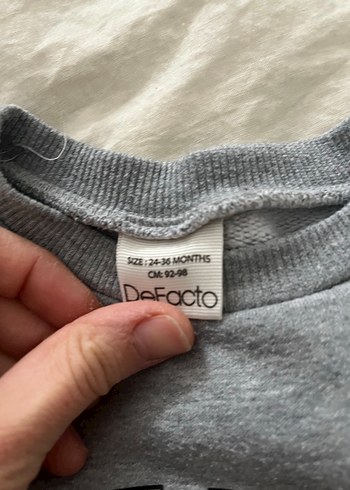 SIZE : 24-36 MONTHS
CM: 92-98
DeFacto